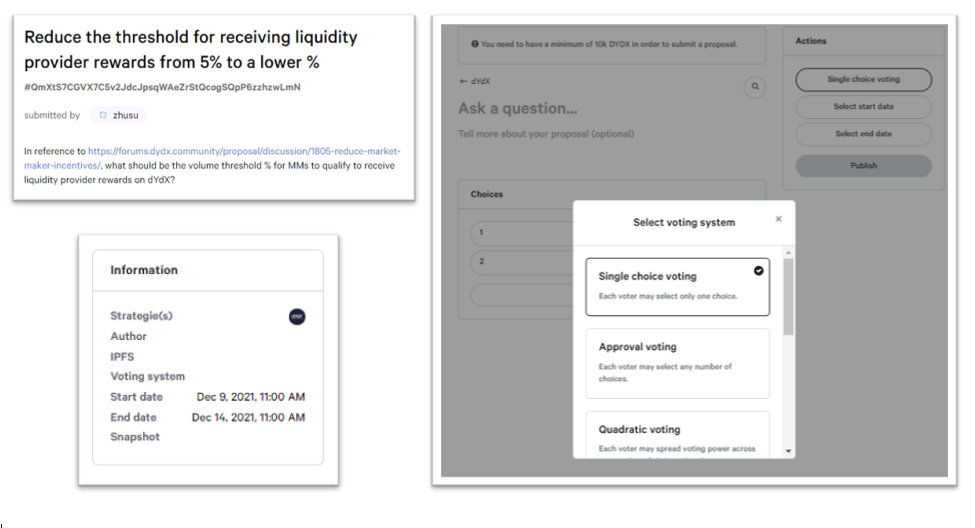 Reduce the threshold for receiving liquidity
provider rewards from 5% to a lower %
#QmXtS7CGVX7C5v2JdcJpsqWAeZrStQcogSQpP6zzhzwLmN
submitted by zhusu
In reference to https://forums.dydx.community/proposal/discussion/1805-reduce-market-
maker-incentives/, what should be the volume threshold % for MMs to qualify to receive
liquidity provider rewards on dYdX?
Information
Strategie(s)
Author
IPFS
Voting system
Start date Dec 9, 2021, 11:00 AM
End date Dec 14, 2021, 11:00 AM
Snapshot
You need to have a minimum of 10k DYDX in order to submit a proposal.
← dYdX
Ask a question...
Tell more about your proposal (optional)
Choices
1
2
Actions
Single choice voting
Select start date
Select end date
Publish
Select voting system
Single choice voting
Each voter may select only one choice.
Approval voting
Each voter may select any number of
choices.
Quadratic voting
Each voter may spread voting power across